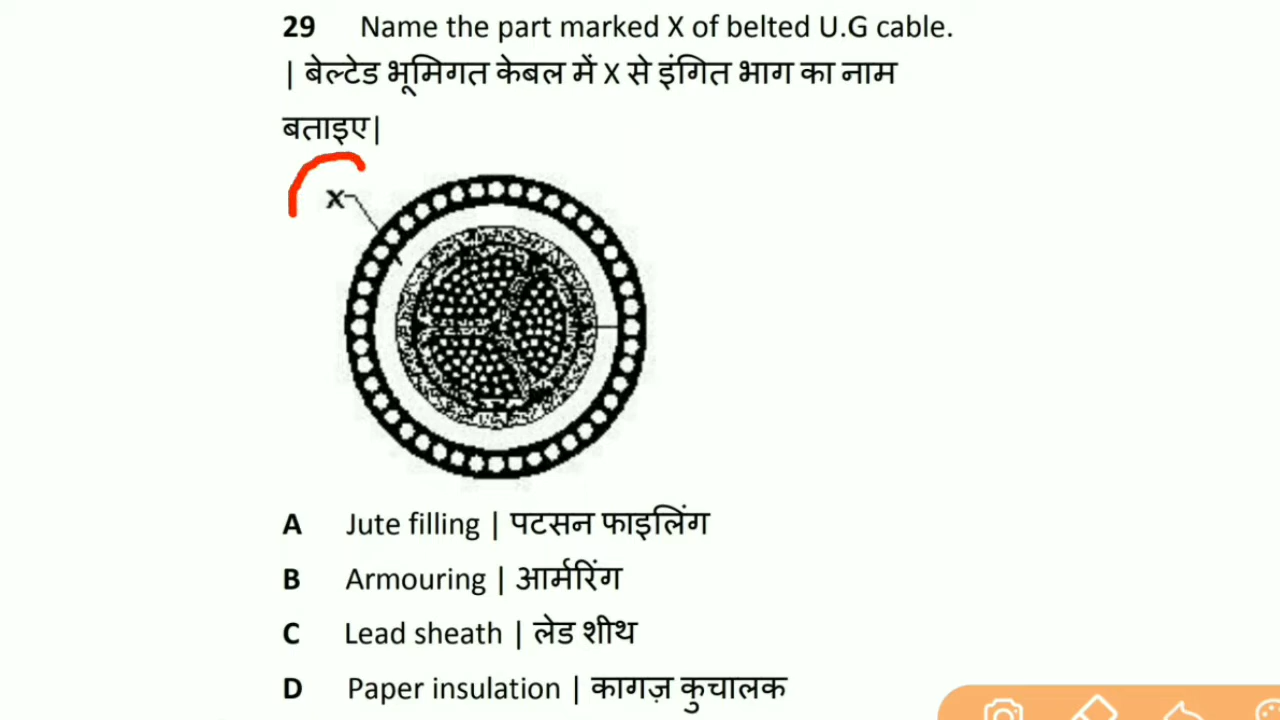 29 Name the part marked X of belted U.G cable.
| बेल्टेड भूमिगत केबल में X से इंगित भाग का नाम
बताइए|
X
A Jute filling | पटसन फाइलिंग
B Armouring | आर्मरिंग
C Lead sheath | लेड शीथ
D Paper insulation | कागज़ कुचालक